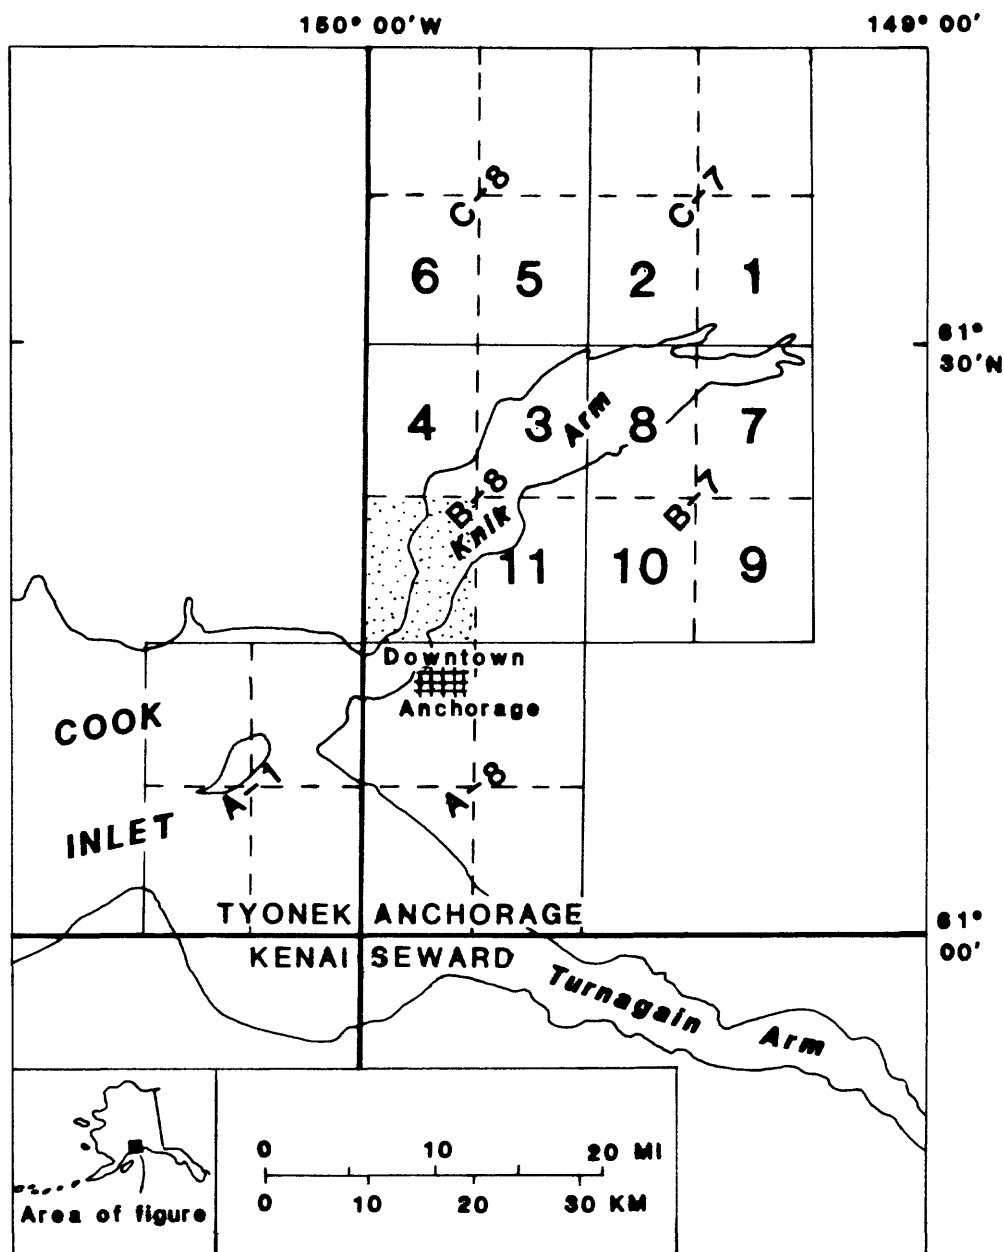 150° 00' W
149° 00'
C-8
C-7
6
5
2
1
61°
30'N
4
3
Arm
8
7
B-8
B-7
Knik
11
10
9
Downtown
Anchorage
COOK
A-7
A-8
INLET
TYONEK
ANCHORAGE
61°
00'
KENAI
SEWARD
Turnagain
Arm
0
10
20 MI
0
10
20
30 KM
Area of figure